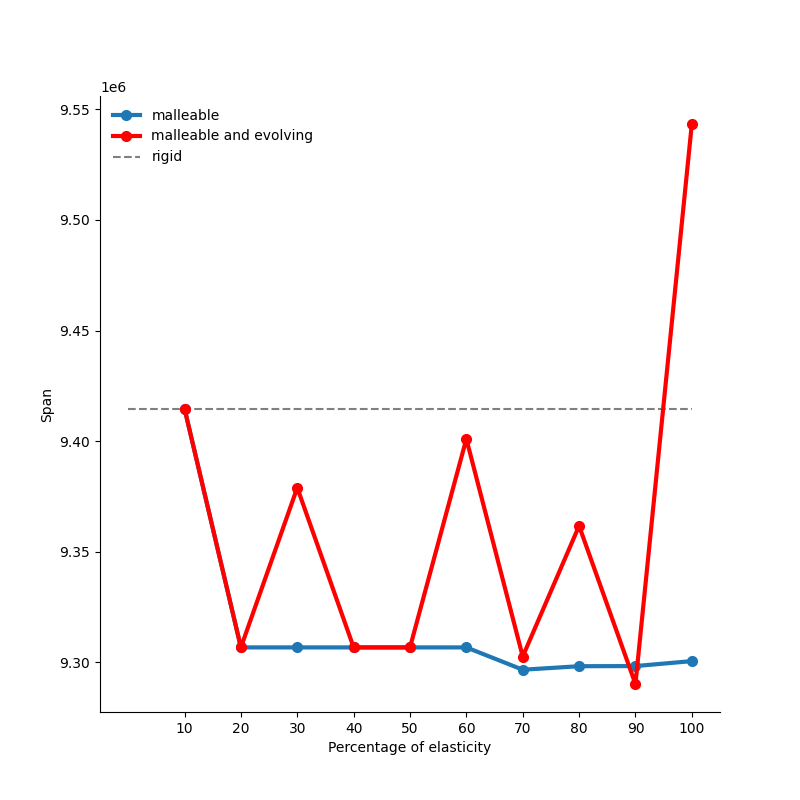 1e6
9.55
9.50
9.45
9.40
9.35
9.30
Span
malleable
malleable and evolving
rigid
10 20 30 40 50 60 70 80 90 100
Percentage of elasticity